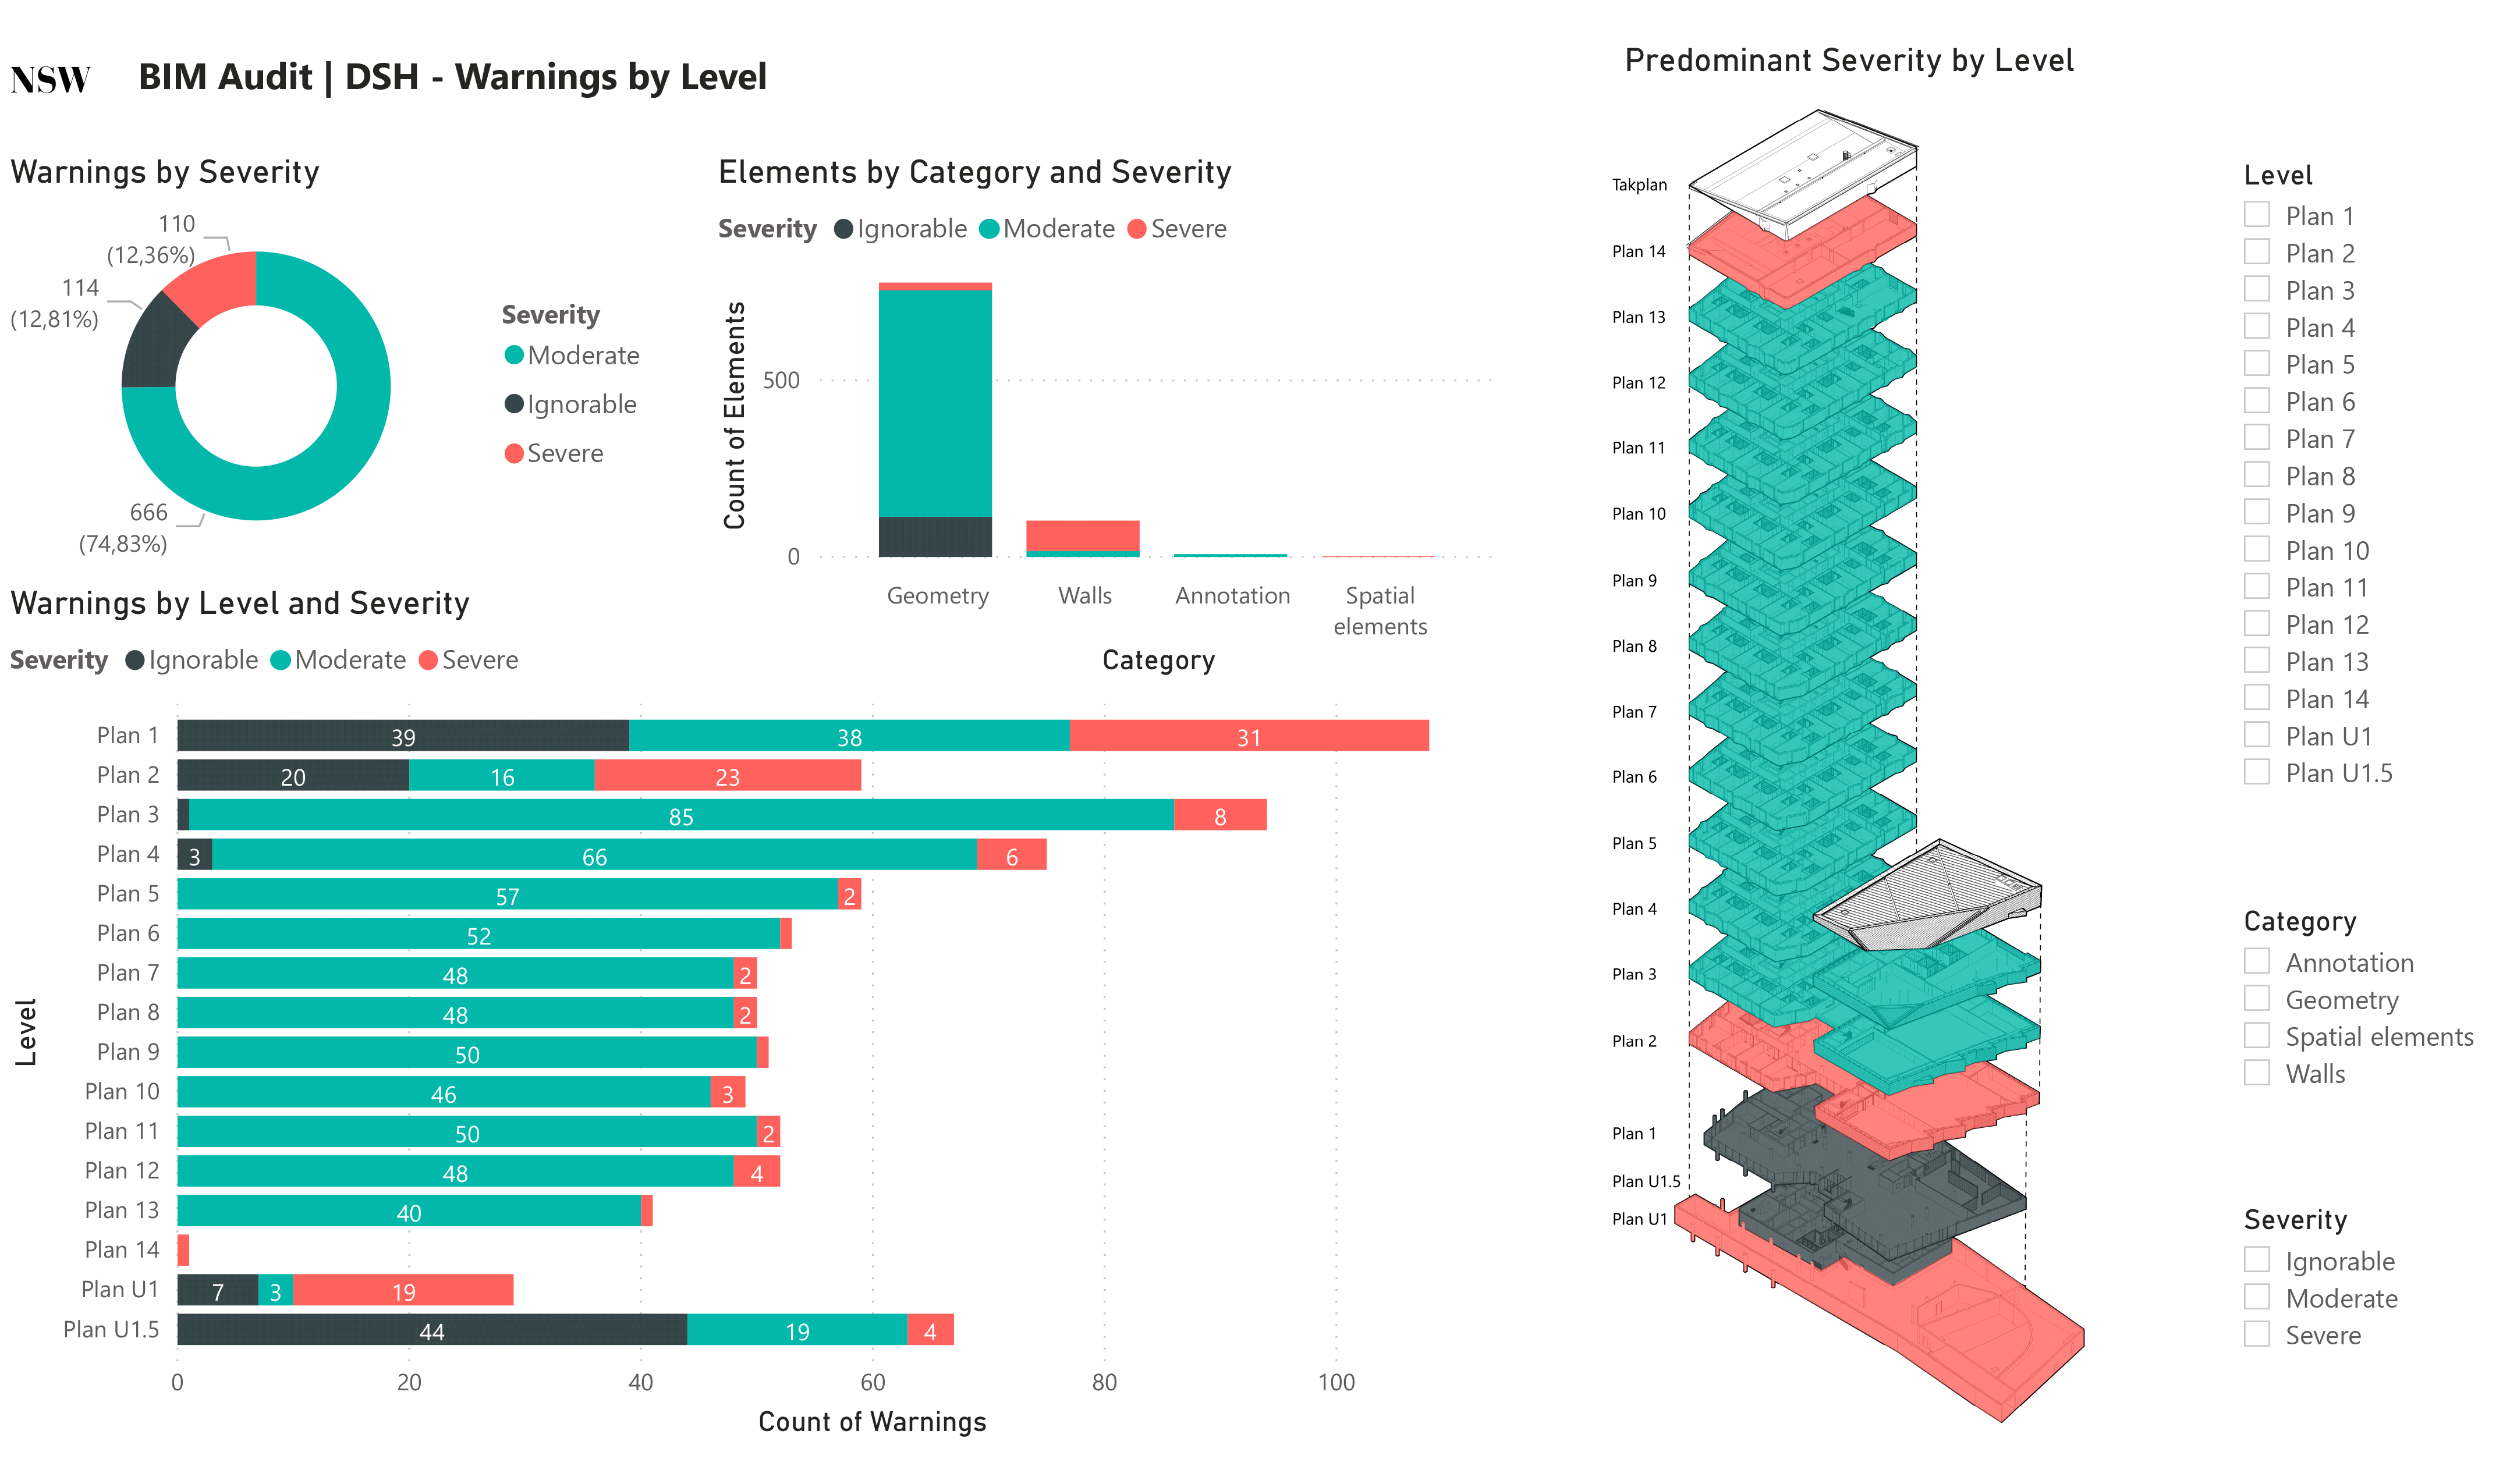 NSW
BIM Audit | DSH - Warnings by Level
Warnings by Severity
110
(12,36%)
114
(12,81%)
666
(74,83%)
Severity
Moderate
Ignorable
Severe
Elements by Category and Severity
Severity Ignorable Moderate Severe
Count of Elements
500
0
Geometry
Walls
Annotation
Spatial
elements
Category
Warnings by Level and Severity
Severity Ignorable Moderate Severe
Level
Plan 1 39 38 31
Plan 2 20 16 23
Plan 3 85 8
Plan 4 3 66 6
Plan 5 57 2
Plan 6 52
Plan 7 48 2
Plan 8 48 2
Plan 9 50
Plan 10 46 3
Plan 11 50 2
Plan 12 48 4
Plan 13 40
Plan 14
Plan U1 7 3 19
Plan U1.5 44 19 4
0 20 40 60 80 100
Count of Warnings
Predominant Severity by Level
Takplan
Plan 14
Plan 13
Plan 12
Plan 11
Plan 10
Plan 9
Plan 8
Plan 7
Plan 6
Plan 5
Plan 4
Plan 3
Plan 2
Plan 1
Plan U1.5
Plan U1
Level
Plan 1
Plan 2
Plan 3
Plan 4
Plan 5
Plan 6
Plan 7
Plan 8
Plan 9
Plan 10
Plan 11
Plan 12
Plan 13
Plan 14
Plan U1
Plan U1.5
Category
Annotation
Geometry
Spatial elements
Walls
Severity
Ignorable
Moderate
Severe